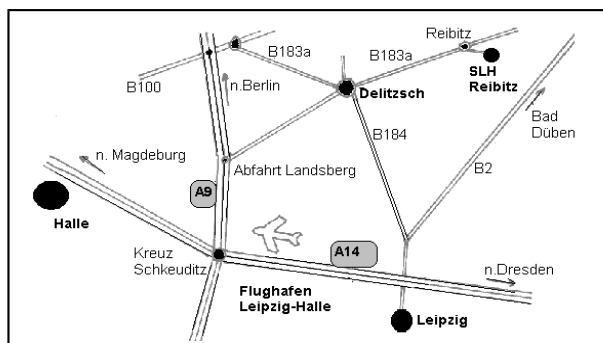 Reibitz
B183a
B183a
SLH
Reibitz
B100
n.Berlin
Delitzsch
Bad
Düben
B184
n. Magdeburg
Abfahrt Landsberg
B2
A9
Halle
Kreuz
Schkeuditz
A14
n.Dresden
Flughafen
Leipzig-Halle
Leipzig